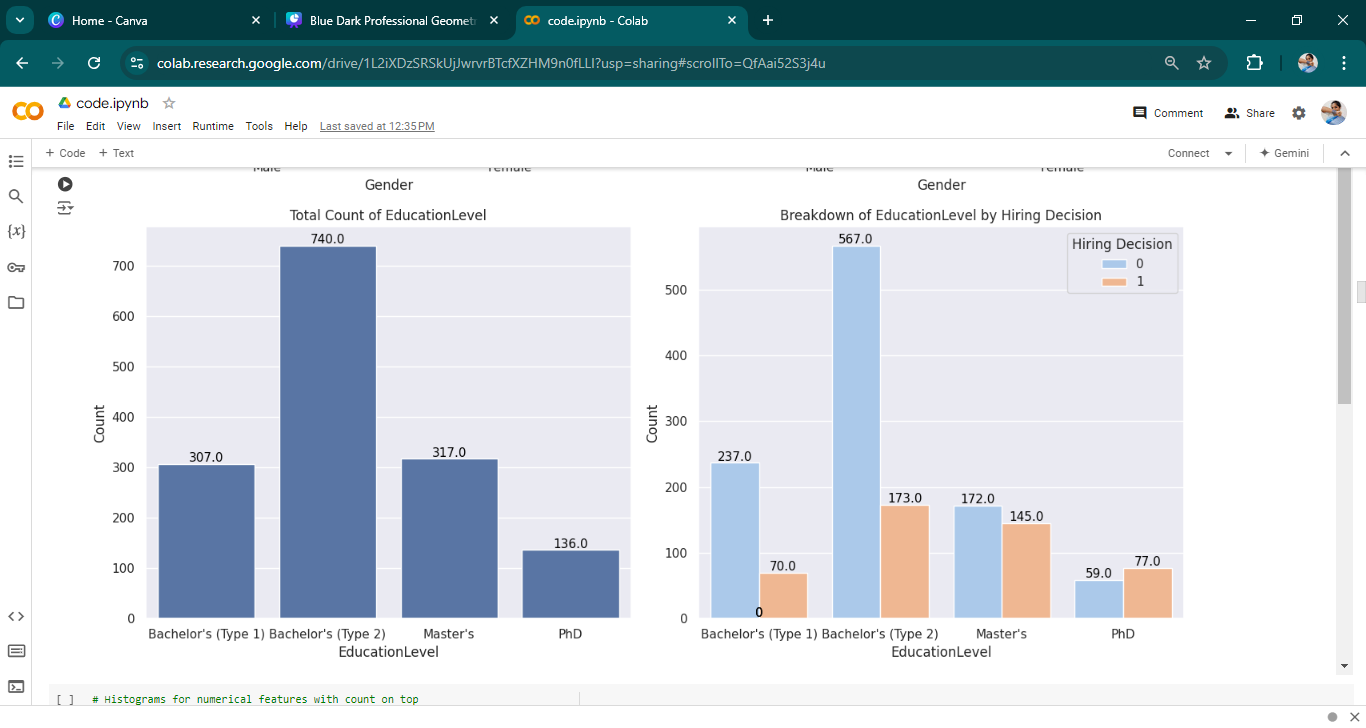 Home - Canva
Blue Dark Professional Geomet
code.ipynb - Colab
colab.research.google.com/drive/1L2iXDzSRSkUjJwrvrBTcfXZHM9n0fLLI?usp=sharing#scrollTo=QfAai52S3j4u
code.ipynb
File Edit View Insert Runtime Tools Help Last saved at 12:35 PM
Comment Share
+ Code + Text
Connect Gemini
Male Female Male Female
Gender Gender
Total Count of EducationLevel
740.0
700
600
500
400
300
200
100
0
Count
307.0
317.0
136.0
Bachelor's (Type 1) Bachelor's (Type 2) Master's PhD
EducationLevel
Breakdown of EducationLevel by Hiring Decision
567.0
Hiring Decision
0
1
500
400
300
200
100
0
Count
237.0
70.0
0
173.0
172.0
145.0
59.0
77.0
Bachelor's (Type 1) Bachelor's (Type 2) Master's PhD
EducationLevel
[ ] # Histograms for numerical features with count on top